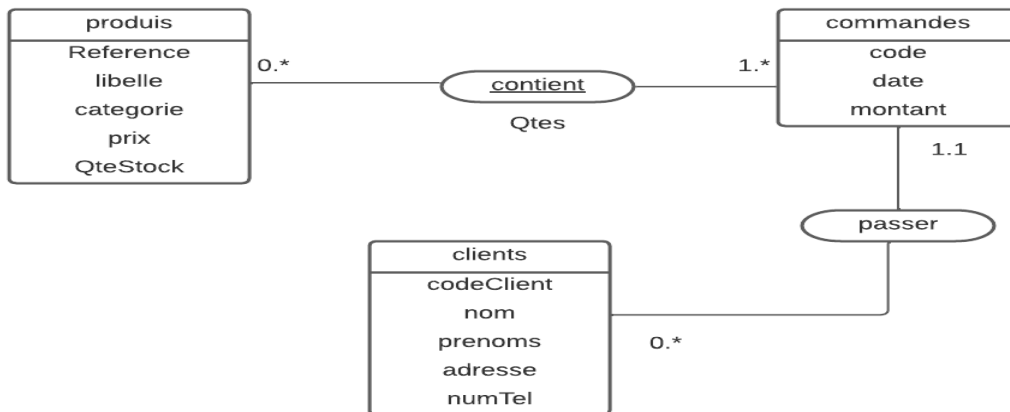 produis
Reference
libelle
categorie
prix
QteStock
0.*
contient
Qtes
1.*
commandes
code
date
montant
1.1
passer
clients
codeClient
nom
prenoms
adresse
numTel
0.*